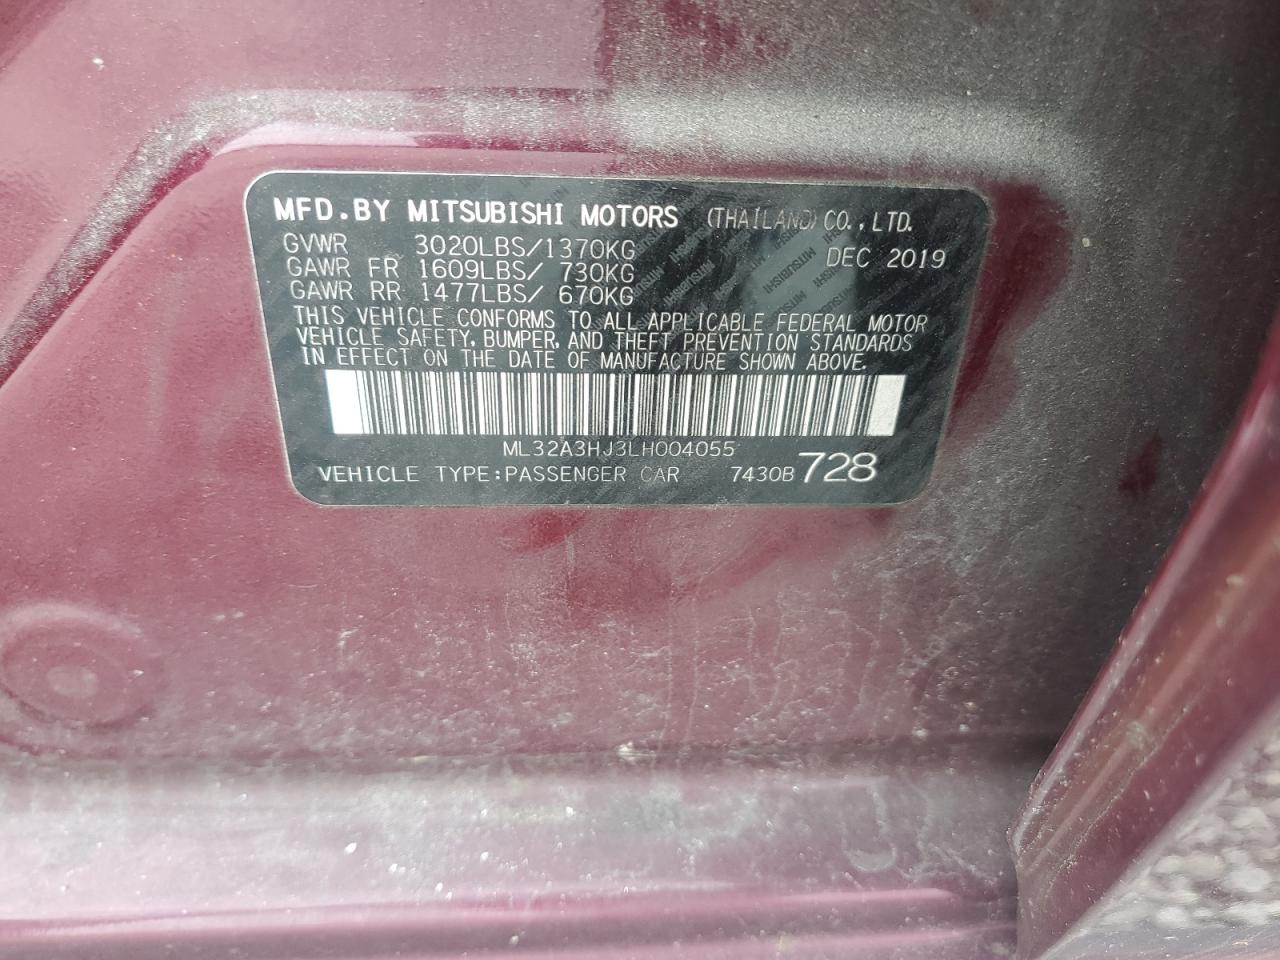 MFD.BY MITSUBISHI MOTORS (THAILAND) CO.,LTD.
GVWR 3020LBS/1370KG DEC 2019
GAWR FR 1609LBS/ 730KG
GAWR RR 1477LBS/ 670KG
THIS VEHICLE CONFORMS TO ALL APPLICABLE FEDERAL MOTOR
VEHICLE SAFETY, BUMPER, AND THEFT PREVENTION STANDARDS
IN EFFECT ON THE DATE OF MANUFACTURE SHOWN ABOVE.
ML32A3HJ3LH004055
VEHICLE TYPE:PASSENGER CAR 7430B 728